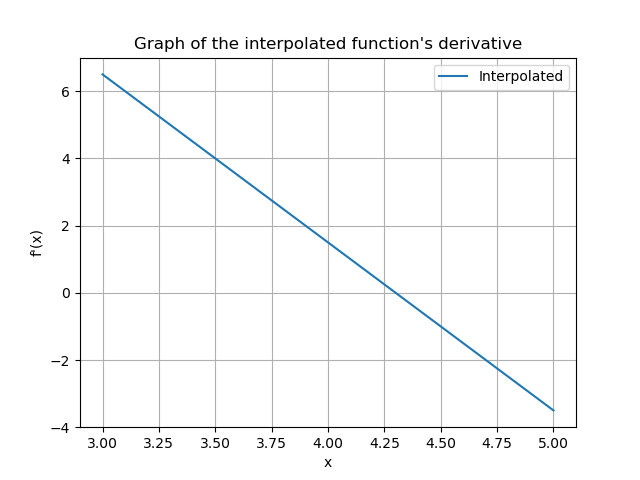 Graph of the interpolated function's derivative
Interpolated
6
4
2
0
−2
−4
f'(x)
3.00 3.25 3.50 3.75 4.00 4.25 4.50 4.75 5.00
x